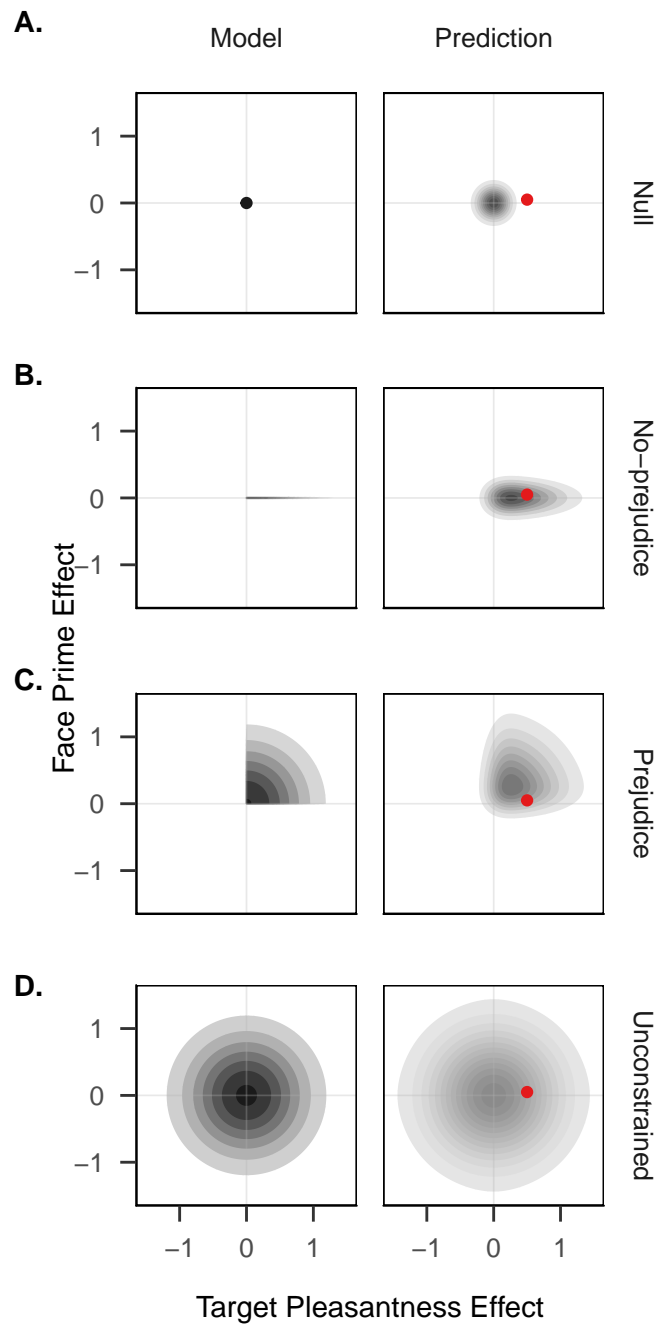 A.
Model
Prediction
1
0
−1
Null
B.
1
0
−1
No−prejudice
Face Prime Effect
C.
1
0
−1
Prejudice
D.
1
0
−1
Unconstrained
−1 0 1
−1 0 1
Target Pleasantness Effect